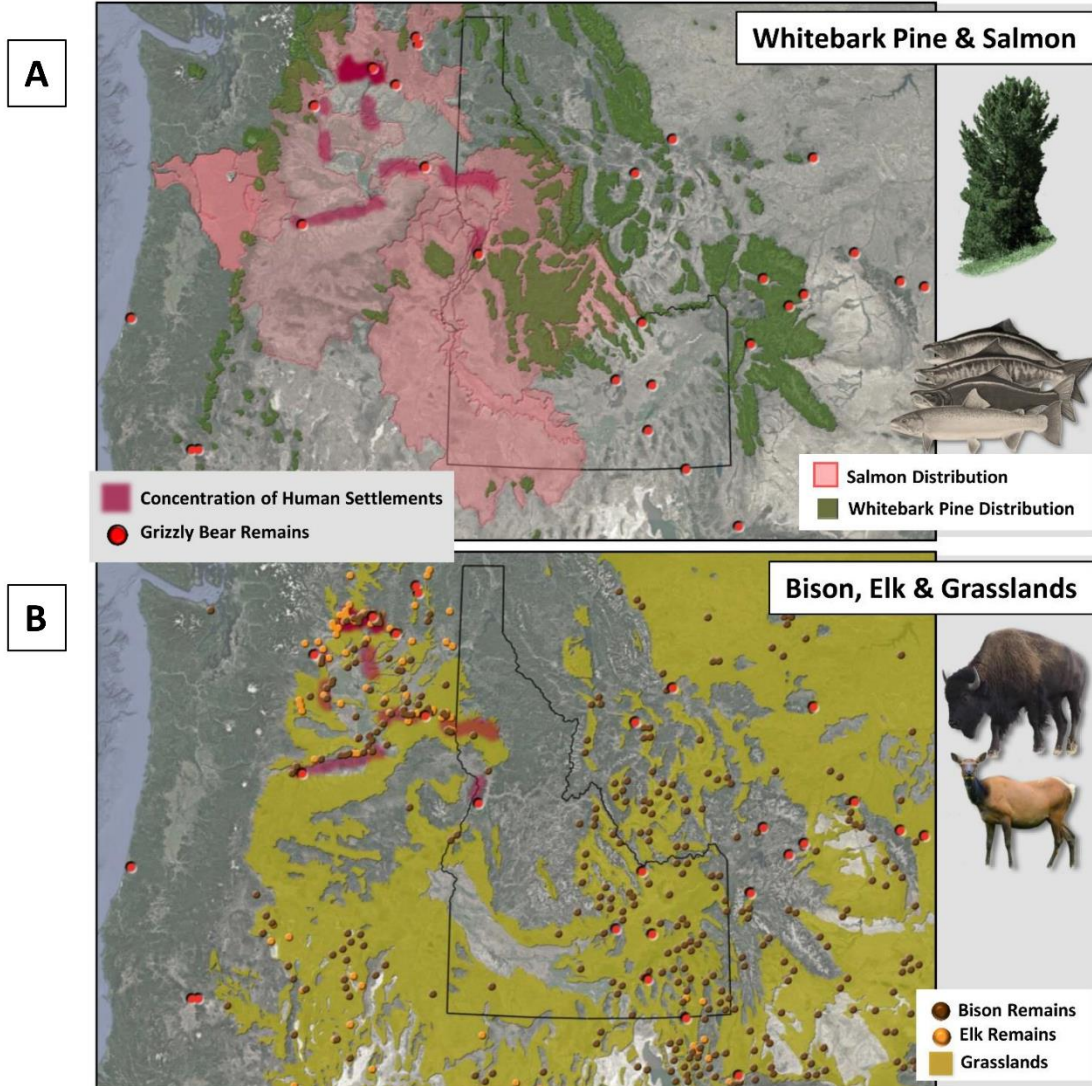 A
Whitebark Pine & Salmon
Concentration of Human Settlements
Grizzly Bear Remains
Salmon Distribution
Whitebark Pine Distribution
B
Bison, Elk & Grasslands
Bison Remains
Elk Remains
Grasslands